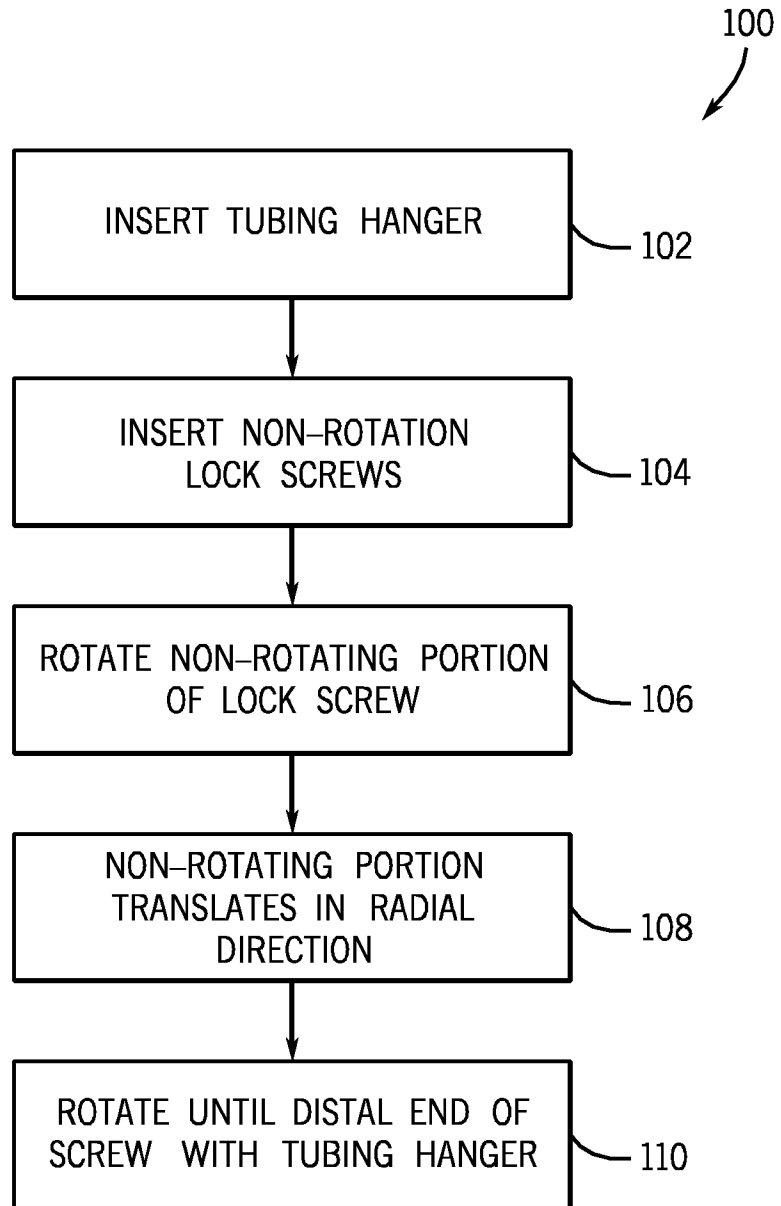 100
INSERT TUBING HANGER
102
INSERT NON–ROTATION
LOCK SCREWS
104
ROTATE NON–ROTATING PORTION
OF LOCK SCREW
106
NON–ROTATING PORTION
TRANSLATES IN RADIAL
DIRECTION
108
ROTATE UNTIL DISTAL END OF
SCREW WITH TUBING HANGER
110